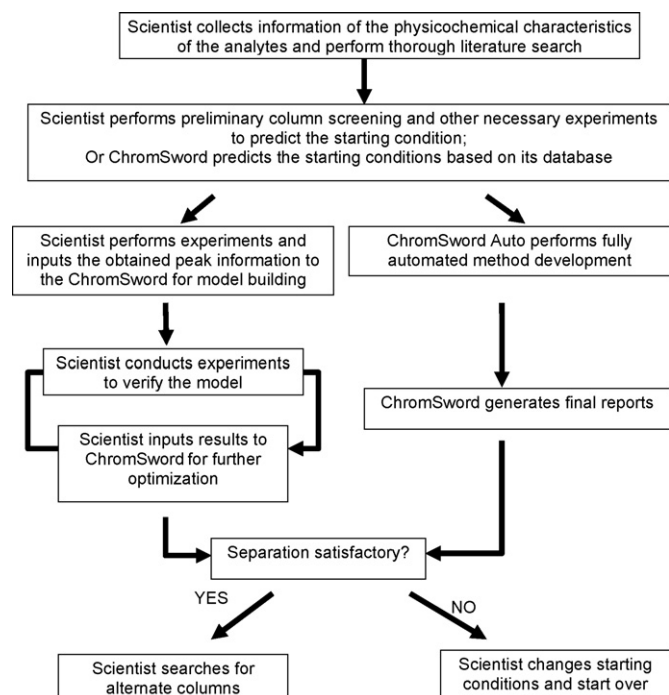 Scientist collects information of the physicochemical characteristics
of the analytes and perform thorough literature search
Scientist performs preliminary column screening and other necessary experiments
to predict the starting condition;
Or ChromSword predicts the starting conditions based on its database
Scientist performs experiments and
inputs the obtained peak information to
the ChromSword for model building
ChromSword Auto performs fully
automated method development
Scientist conducts experiments
to verify the model
ChromSword generates final reports
Scientist inputs results to
ChromSword for further
optimization
Separation satisfactory?
YES
NO
Scientist searches for
alternate columns
Scientist changes starting
conditions and start over